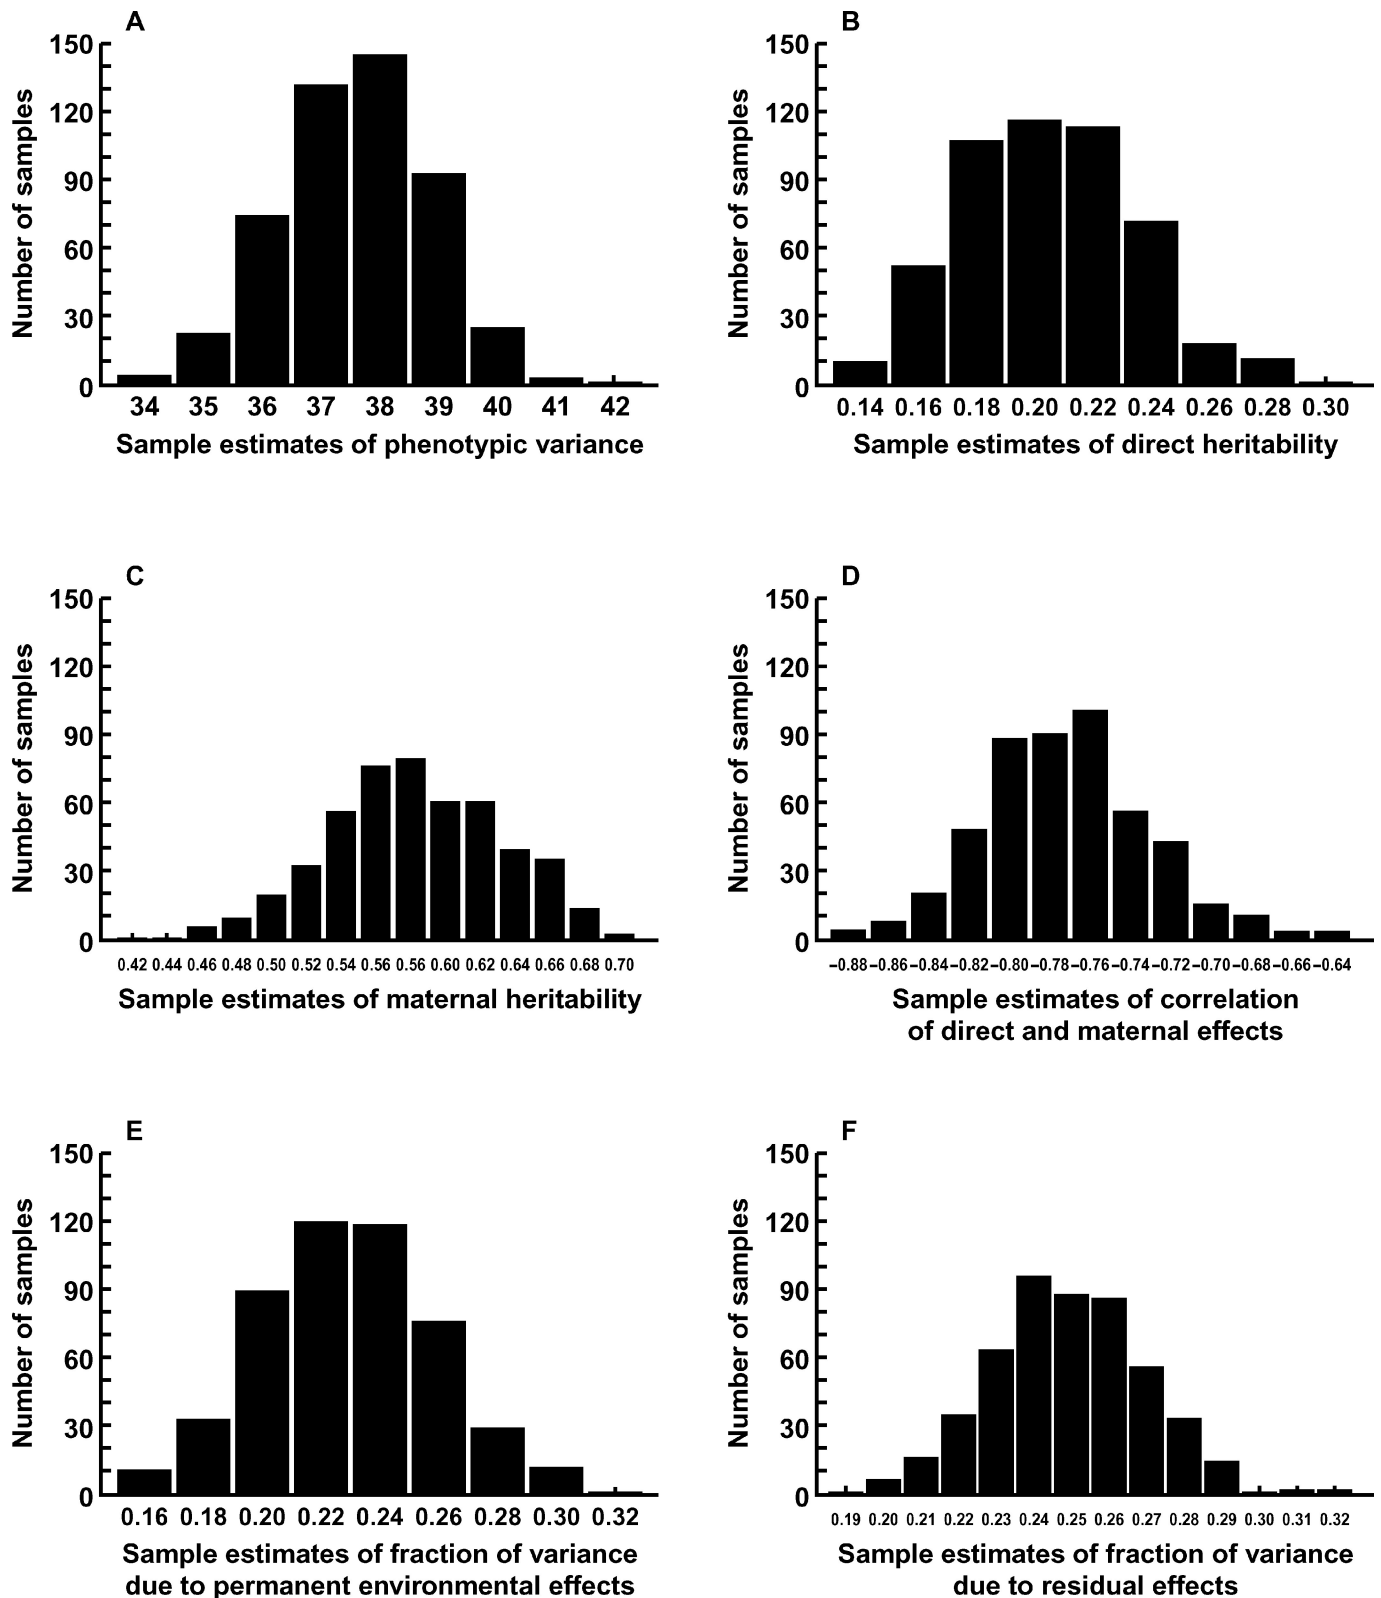 A
150
120
90
60
30
0
Number of samples
34 35 36 37 38 39 40 41 42
Sample estimates of phenotypic variance
B
150
120
90
60
30
0
Number of samples
0.14 0.16 0.18 0.20 0.22 0.24 0.26 0.28 0.30
Sample estimates of direct heritability
C
150
120
90
60
30
0
Number of samples
0.42 0.44 0.46 0.48 0.50 0.52 0.54 0.56 0.56 0.60 0.62 0.64 0.66 0.68 0.70
Sample estimates of maternal heritability
D
150
120
90
60
30
0
Number of samples
−0.88 −0.86 −0.84 −0.82 −0.80 −0.78 −0.76 −0.74 −0.72 −0.70 −0.68 −0.66 −0.64
Sample estimates of correlation
of direct and maternal effects
E
150
120
90
60
30
0
Number of samples
0.16 0.18 0.20 0.22 0.24 0.26 0.28 0.30 0.32
Sample estimates of fraction of variance
due to permanent environmental effects
F
150
120
90
60
30
0
Number of samples
0.19 0.20 0.21 0.22 0.23 0.24 0.25 0.26 0.27 0.28 0.29 0.30 0.31 0.32
Sample estimates of fraction of variance
due to residual effects